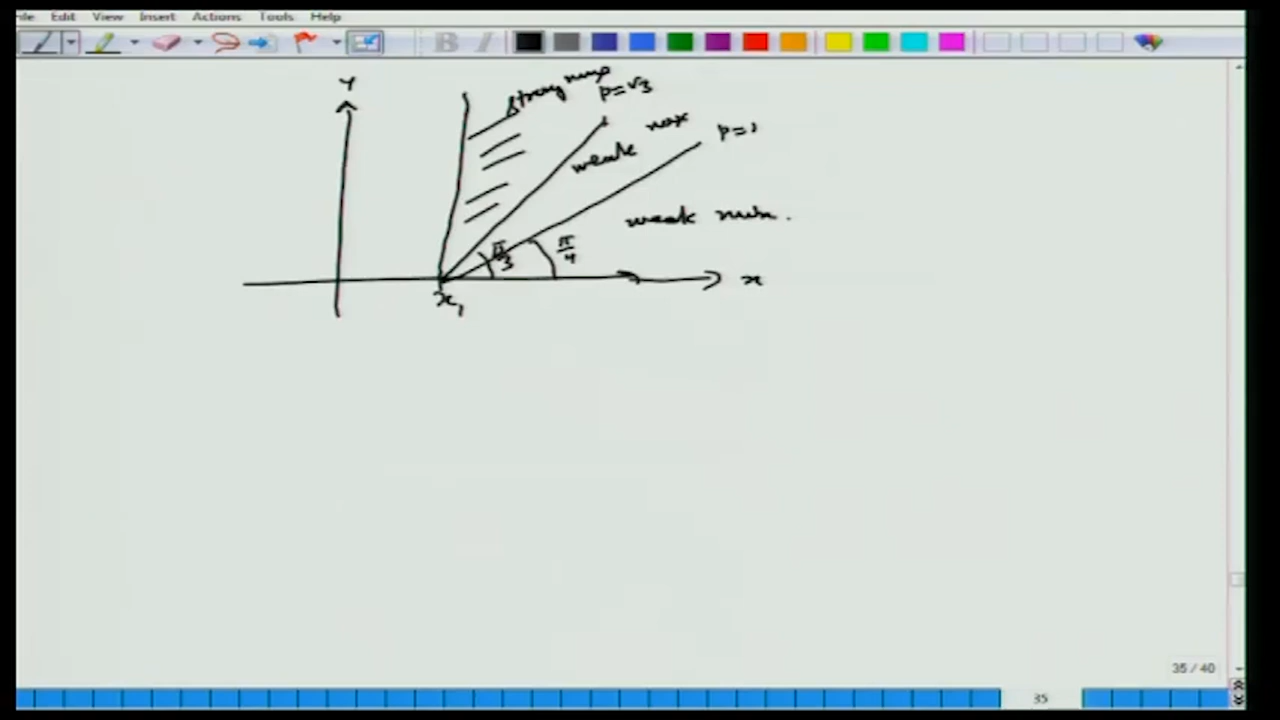 File Edit View Insert Actions Tools Help
B I
Y
strong
p=√3
weak max
p=1
weak min.
π/3
π/4
x
x₁
35 / 40
35